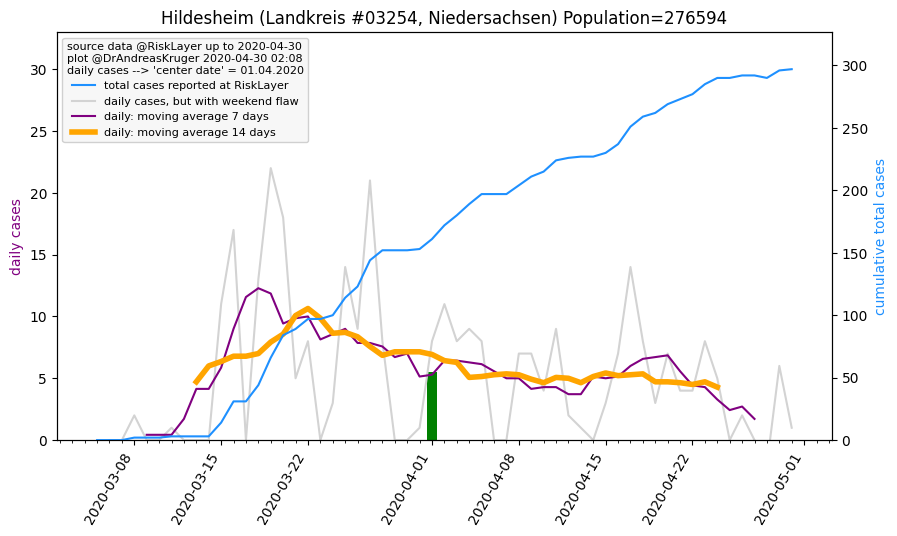 Hildesheim (Landkreis #03254, Niedersachsen) Population=276594
source data @RiskLayer up to 2020-04-30
plot @DrAndreasKruger 2020-04-30 02:08
daily cases --> 'center date' = 01.04.2020
total cases reported at RiskLayer
daily cases, but with weekend flaw
daily: moving average 7 days
daily: moving average 14 days
daily cases
30
25
20
15
10
5
0
300
250
200
150
100
50
0
cumulative total cases
2020-03-08
2020-03-15
2020-03-22
2020-04-01
2020-04-08
2020-04-15
2020-04-22
2020-05-01